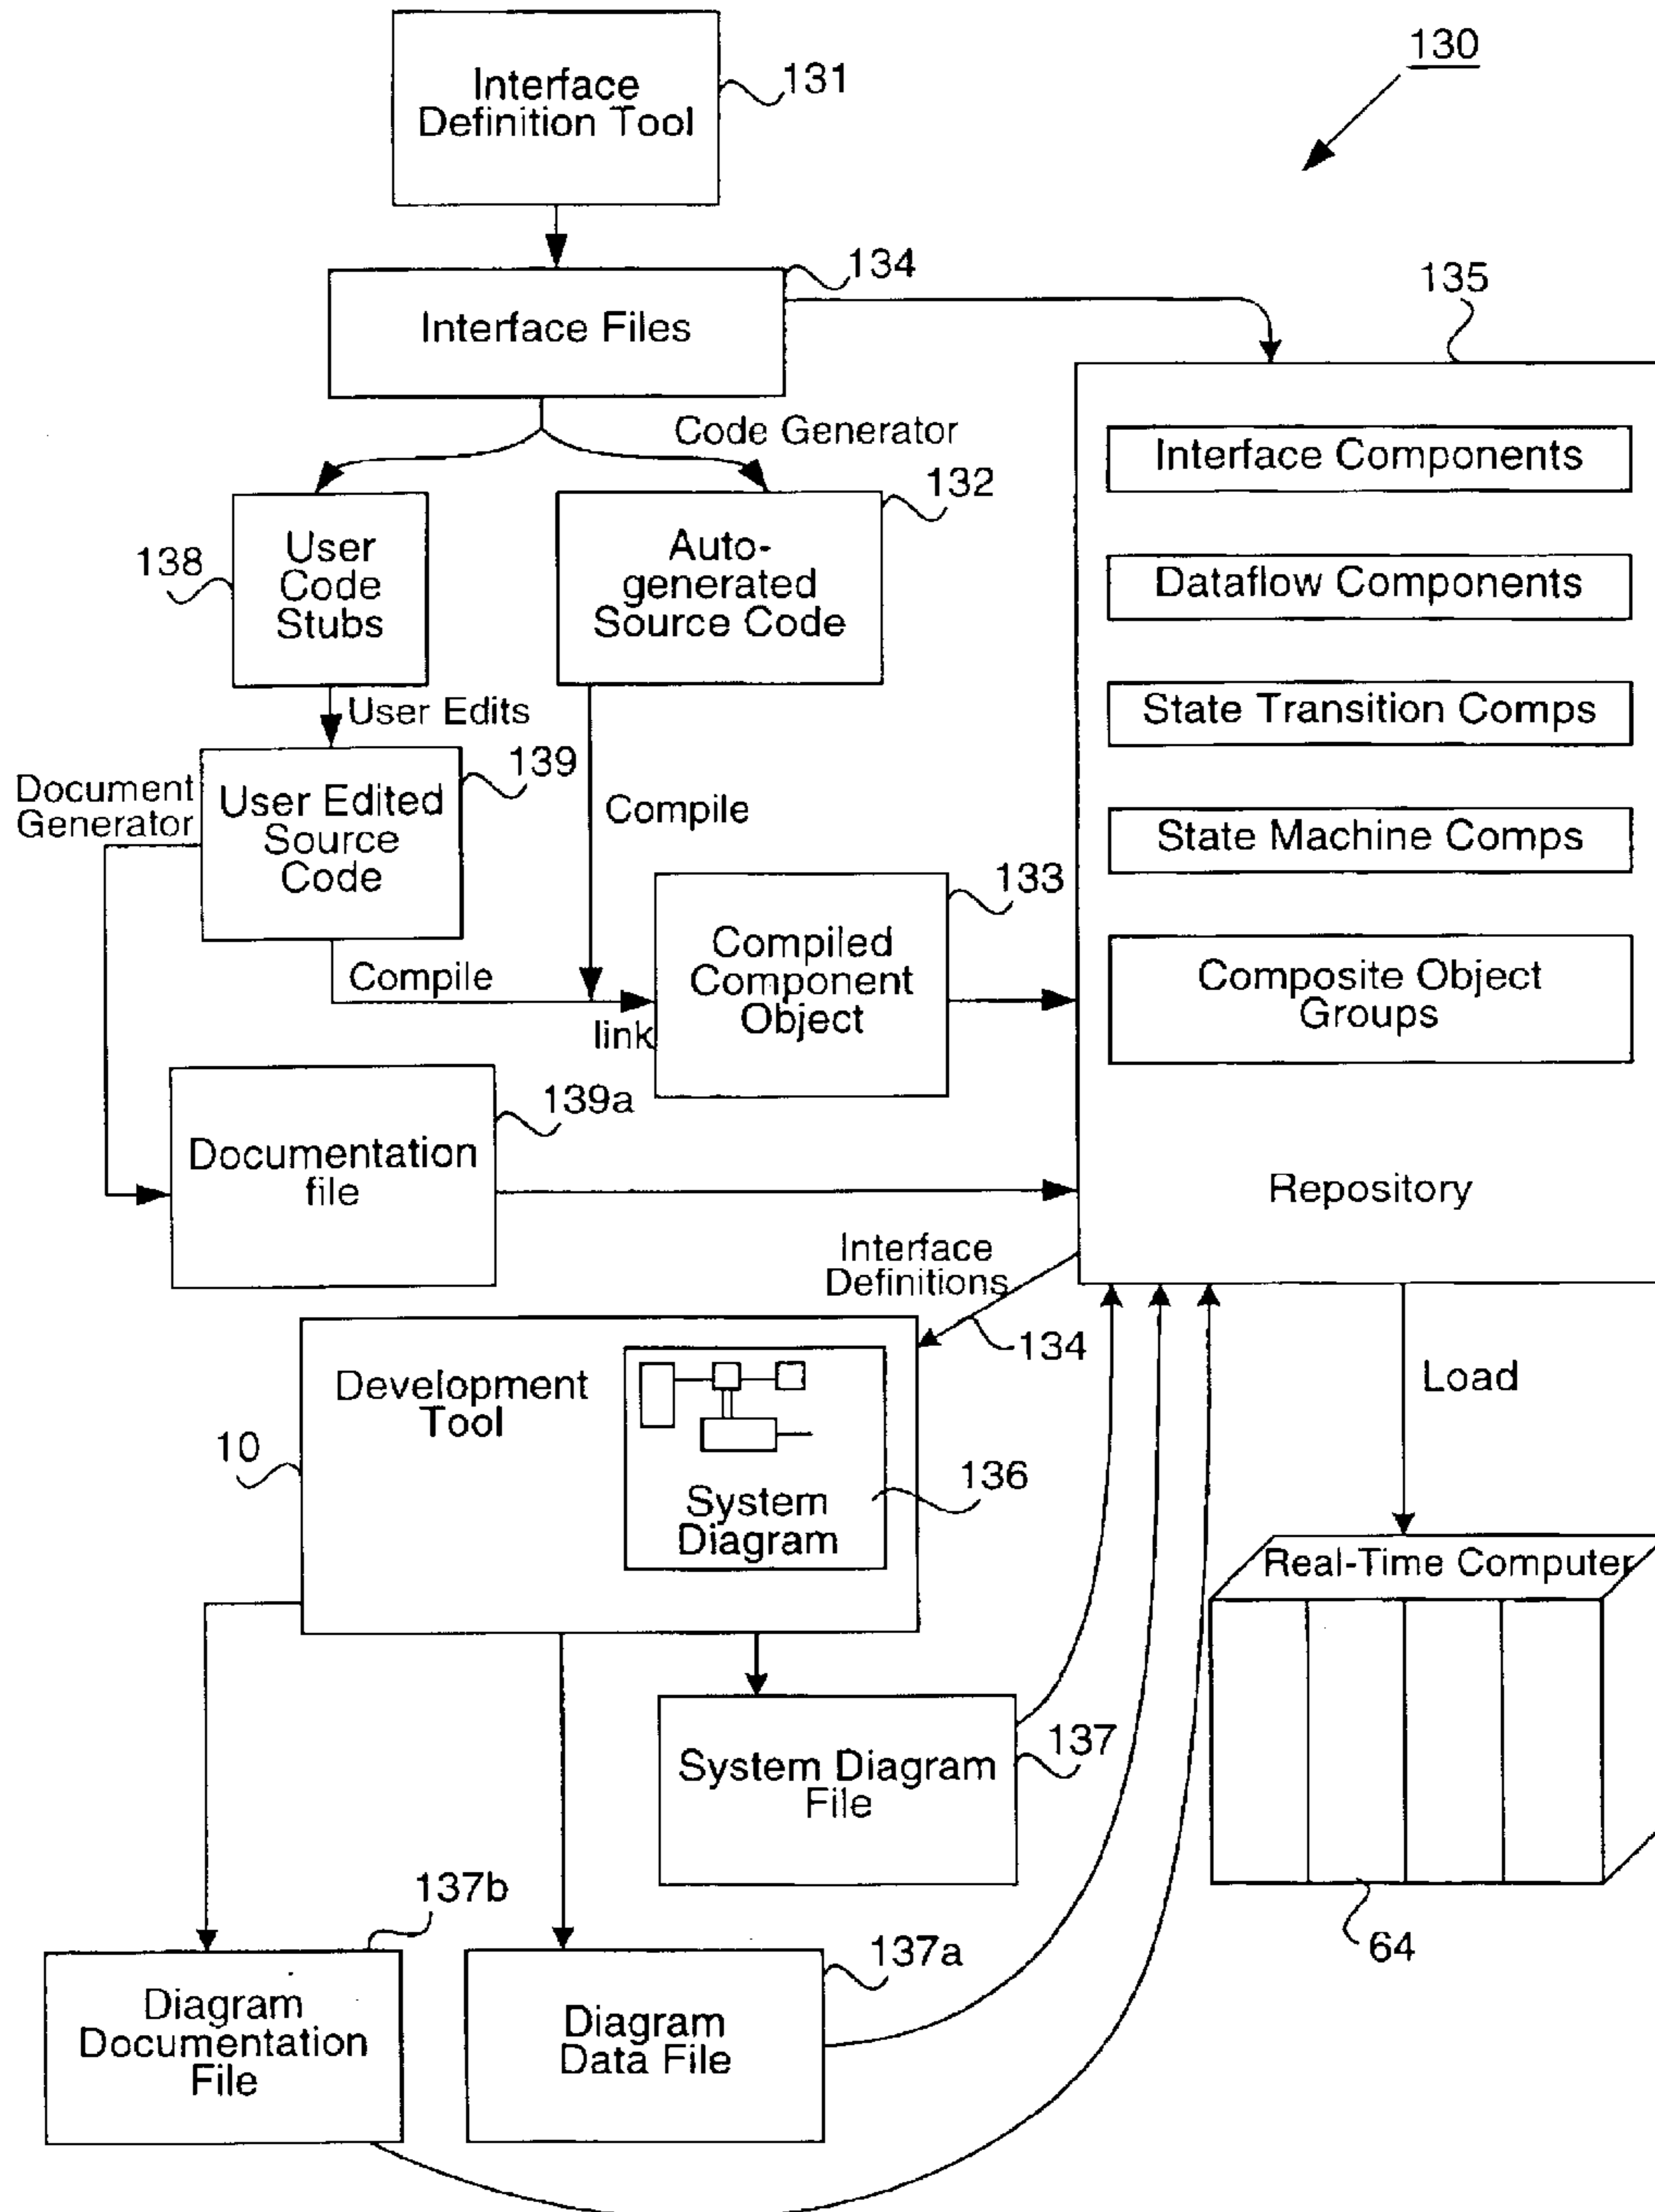 130
Interface
Definition Tool
131
134
Interface Files
135
Code Generator
Interface Components
132
138
User
Code
Stubs
Auto-
generated
Source Code
Dataflow Components
State Transition Comps
User Edits
139
Document
Generator
User Edited
Source
Code
Compile
State Machine Comps
133
Compiled
Component
Object
Compile
link
Composite Object
Groups
139a
Documentation
file
Repository
Interface
Definitions
134
Development
Tool
Load
10
136
System
Diagram
Real-Time Computer
137
System Diagram
File
137b
137a
64
Diagram
Documentation
File
Diagram
Data File